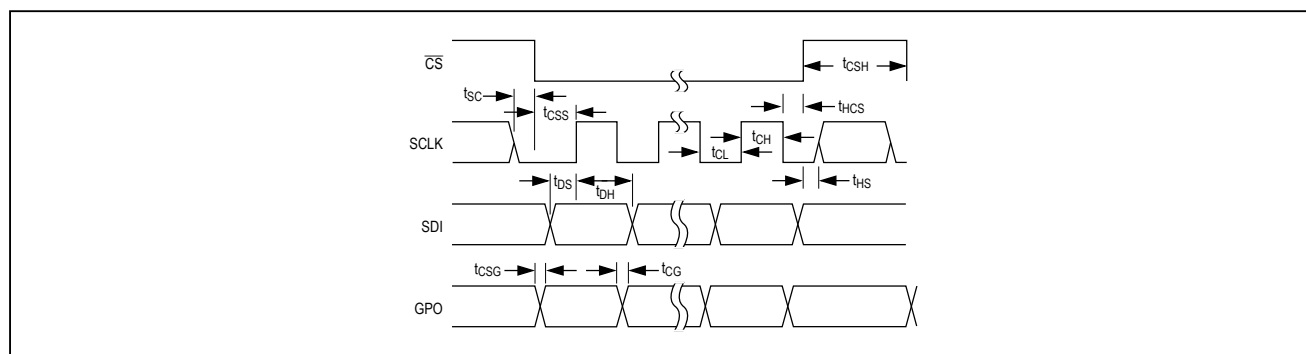 CS
tCSH
tSC
tCSS
tHCS
SCLK
tCH
tCL
tDS
tDH
tHS
SDI
tCSG
tCG
GPO